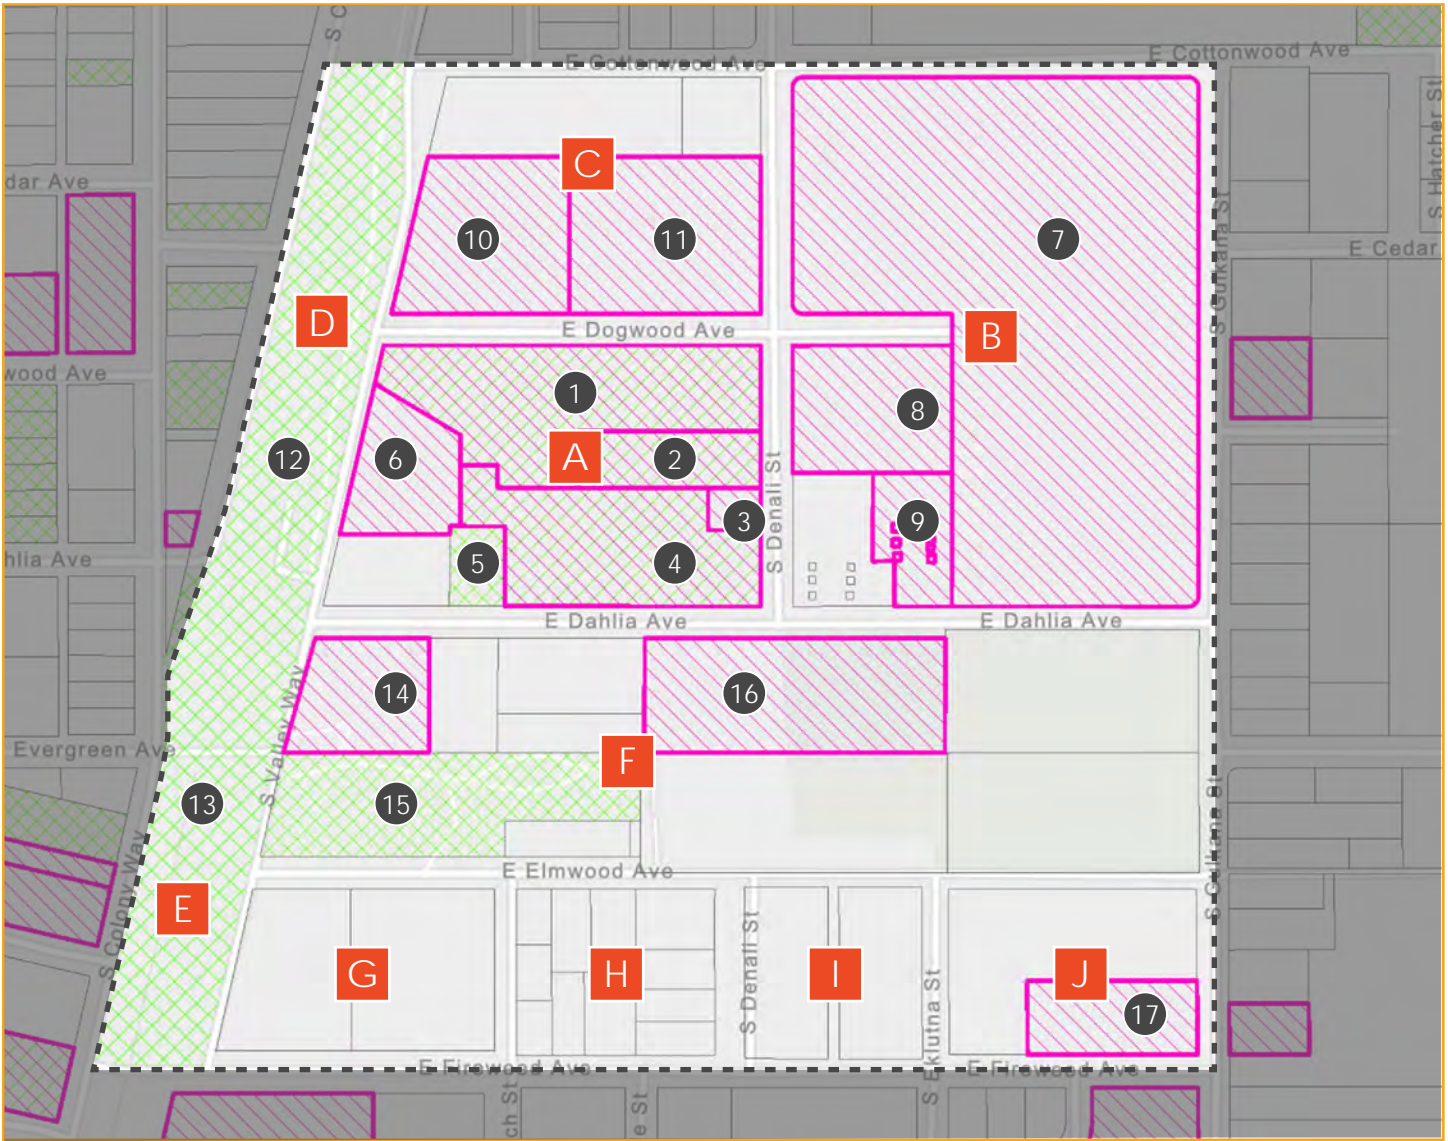 S C
E Cottonwood Ave
E Cottonwood Ave
S Hatcher St
C
dar Ave
S Gulkana St
10
11
7
E Cedar
D
E Dogwood Ave
B
wood Ave
1
8
A
2
6
12
S Denali St
3
9
hlia Ave
5
4
E Dahlia Ave
E Dahlia Ave
14
16
S Valley Way
Evergreen Ave
F
13
15
S Gulkana St
E Elmwood Ave
E
S Colony Way
G
H
S Denali St
I
S Eklutna St
J
17
E Firewood Ave
E Firewood Ave
ch St
e St